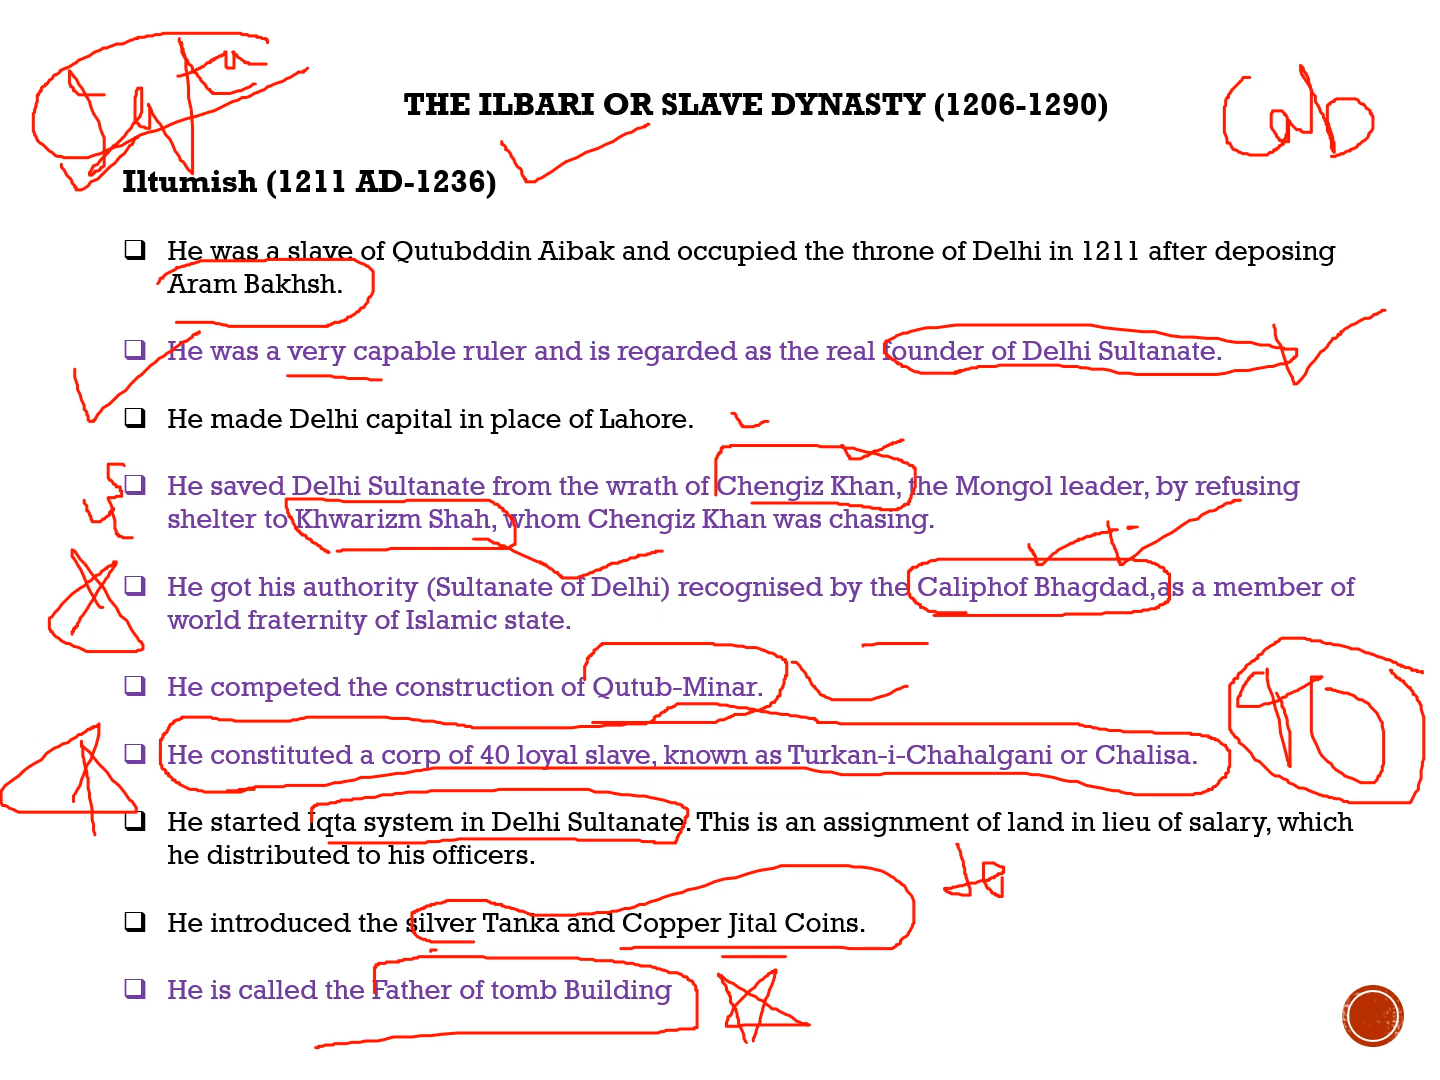 THE ILBARI OR SLAVE DYNASTY (1206-1290)
Iltumish (1211 AD-1236)
He was a slave of Qutubddin Aibak and occupied the throne of Delhi in 1211 after deposing
Aram Bakhsh.
He was a very capable ruler and is regarded as the real founder of Delhi Sultanate.
He made Delhi capital in place of Lahore.
He saved Delhi Sultanate from the wrath of Chengiz Khan, the Mongol leader, by refusing
shelter to Khwarizm Shah, whom Chengiz Khan was chasing.
He got his authority (Sultanate of Delhi) recognised by the Caliphof Bhagdad,as a member of
world fraternity of Islamic state.
He competed the construction of Qutub-Minar.
40
He constituted a corp of 40 loyal slave, known as Turkan-i-Chahalgani or Chalisa.
He started Iqta system in Delhi Sultanate. This is an assignment of land in lieu of salary, which
he distributed to his officers.
He introduced the silver Tanka and Copper Jital Coins.
He is called the Father of tomb Building